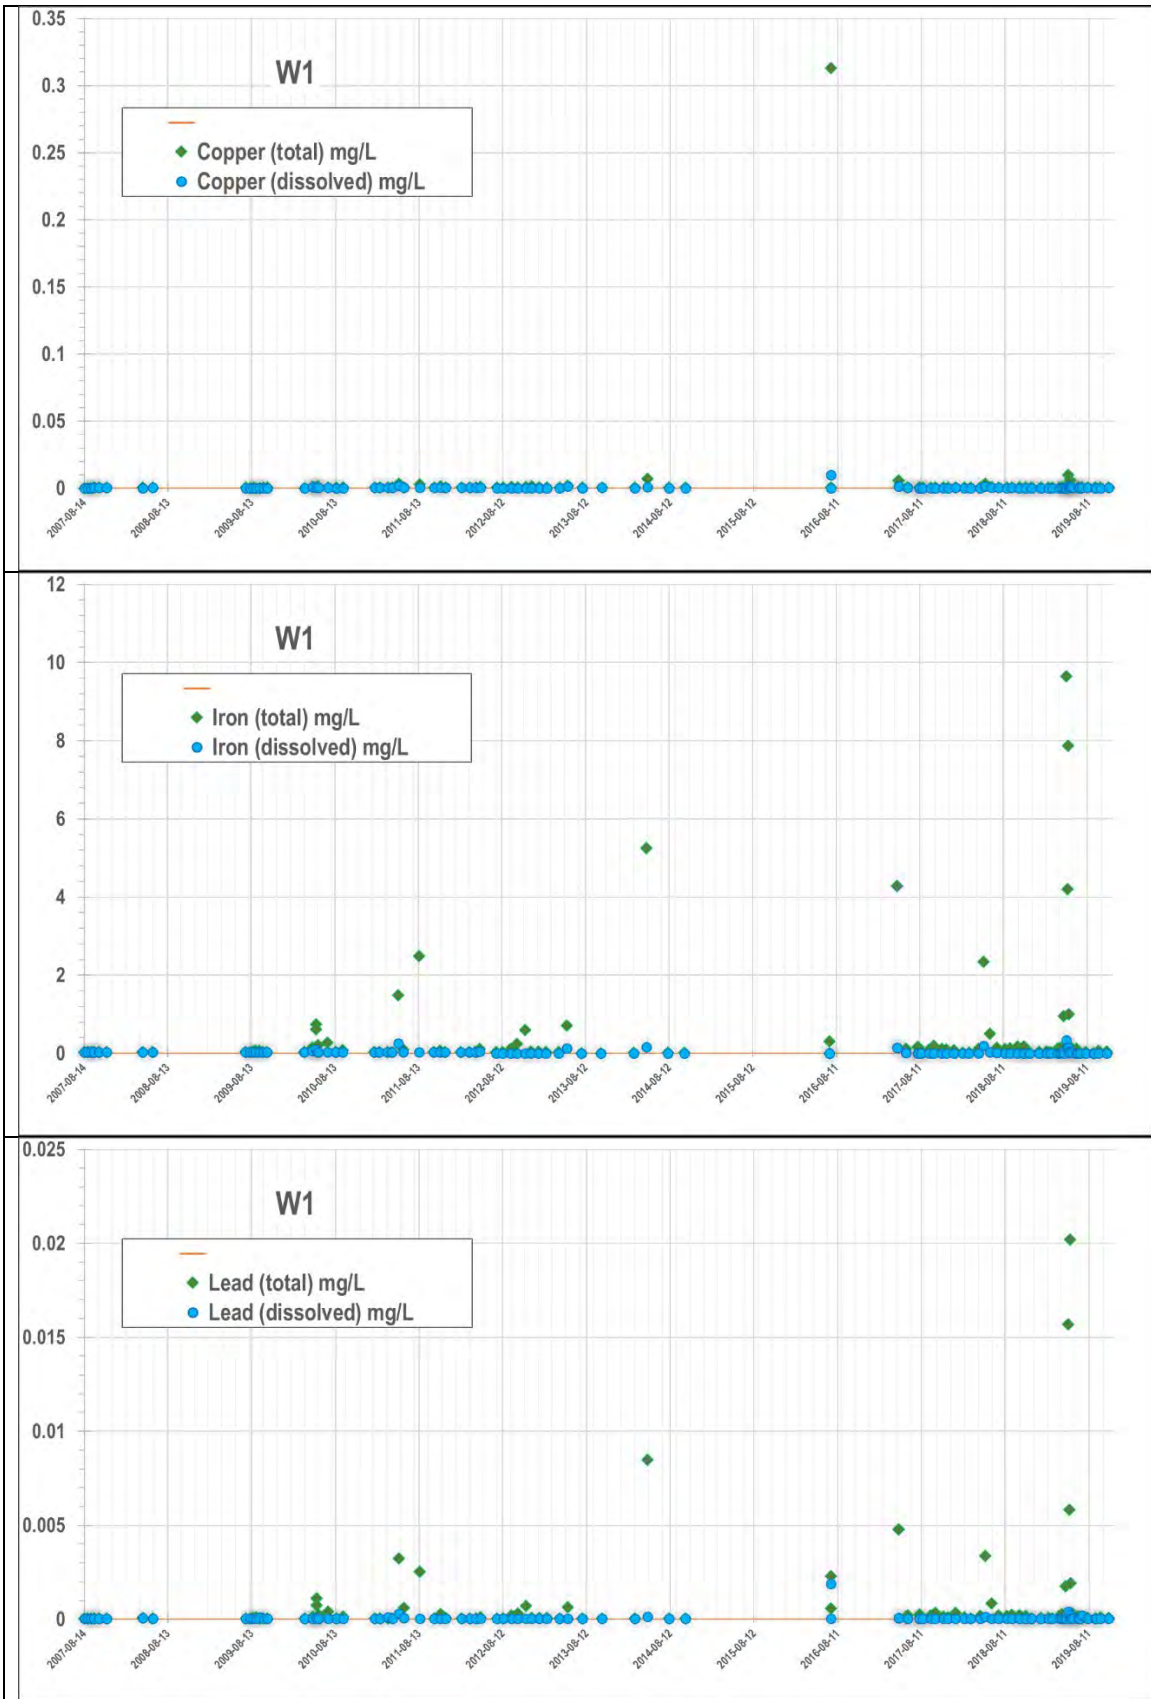 0.35
W1
0.3
Copper (total) mg/L
0.25
Copper (dissolved) mg/L
0.2
0.15
0.1
0.05
0
2007-08-14 2008-08-13 2009-08-13 2010-08-13 2011-08-13 2012-08-12 2013-08-12 2014-08-12 2015-08-12 2016-08-11 2017-08-11 2018-08-11 2019-08-11
12
W1
10
Iron (total) mg/L
Iron (dissolved) mg/L
8
6
4
2
0
2007-08-14 2008-08-13 2009-08-13 2010-08-13 2011-08-13 2012-08-12 2013-08-12 2014-08-12 2015-08-12 2016-08-11 2017-08-11 2018-08-11 2019-08-11
0.025
W1
0.02
Lead (total) mg/L
Lead (dissolved) mg/L
0.015
0.01
0.005
0
2007-08-14 2008-08-13 2009-08-13 2010-08-13 2011-08-13 2012-08-12 2013-08-12 2014-08-12 2015-08-12 2016-08-11 2017-08-11 2018-08-11 2019-08-11